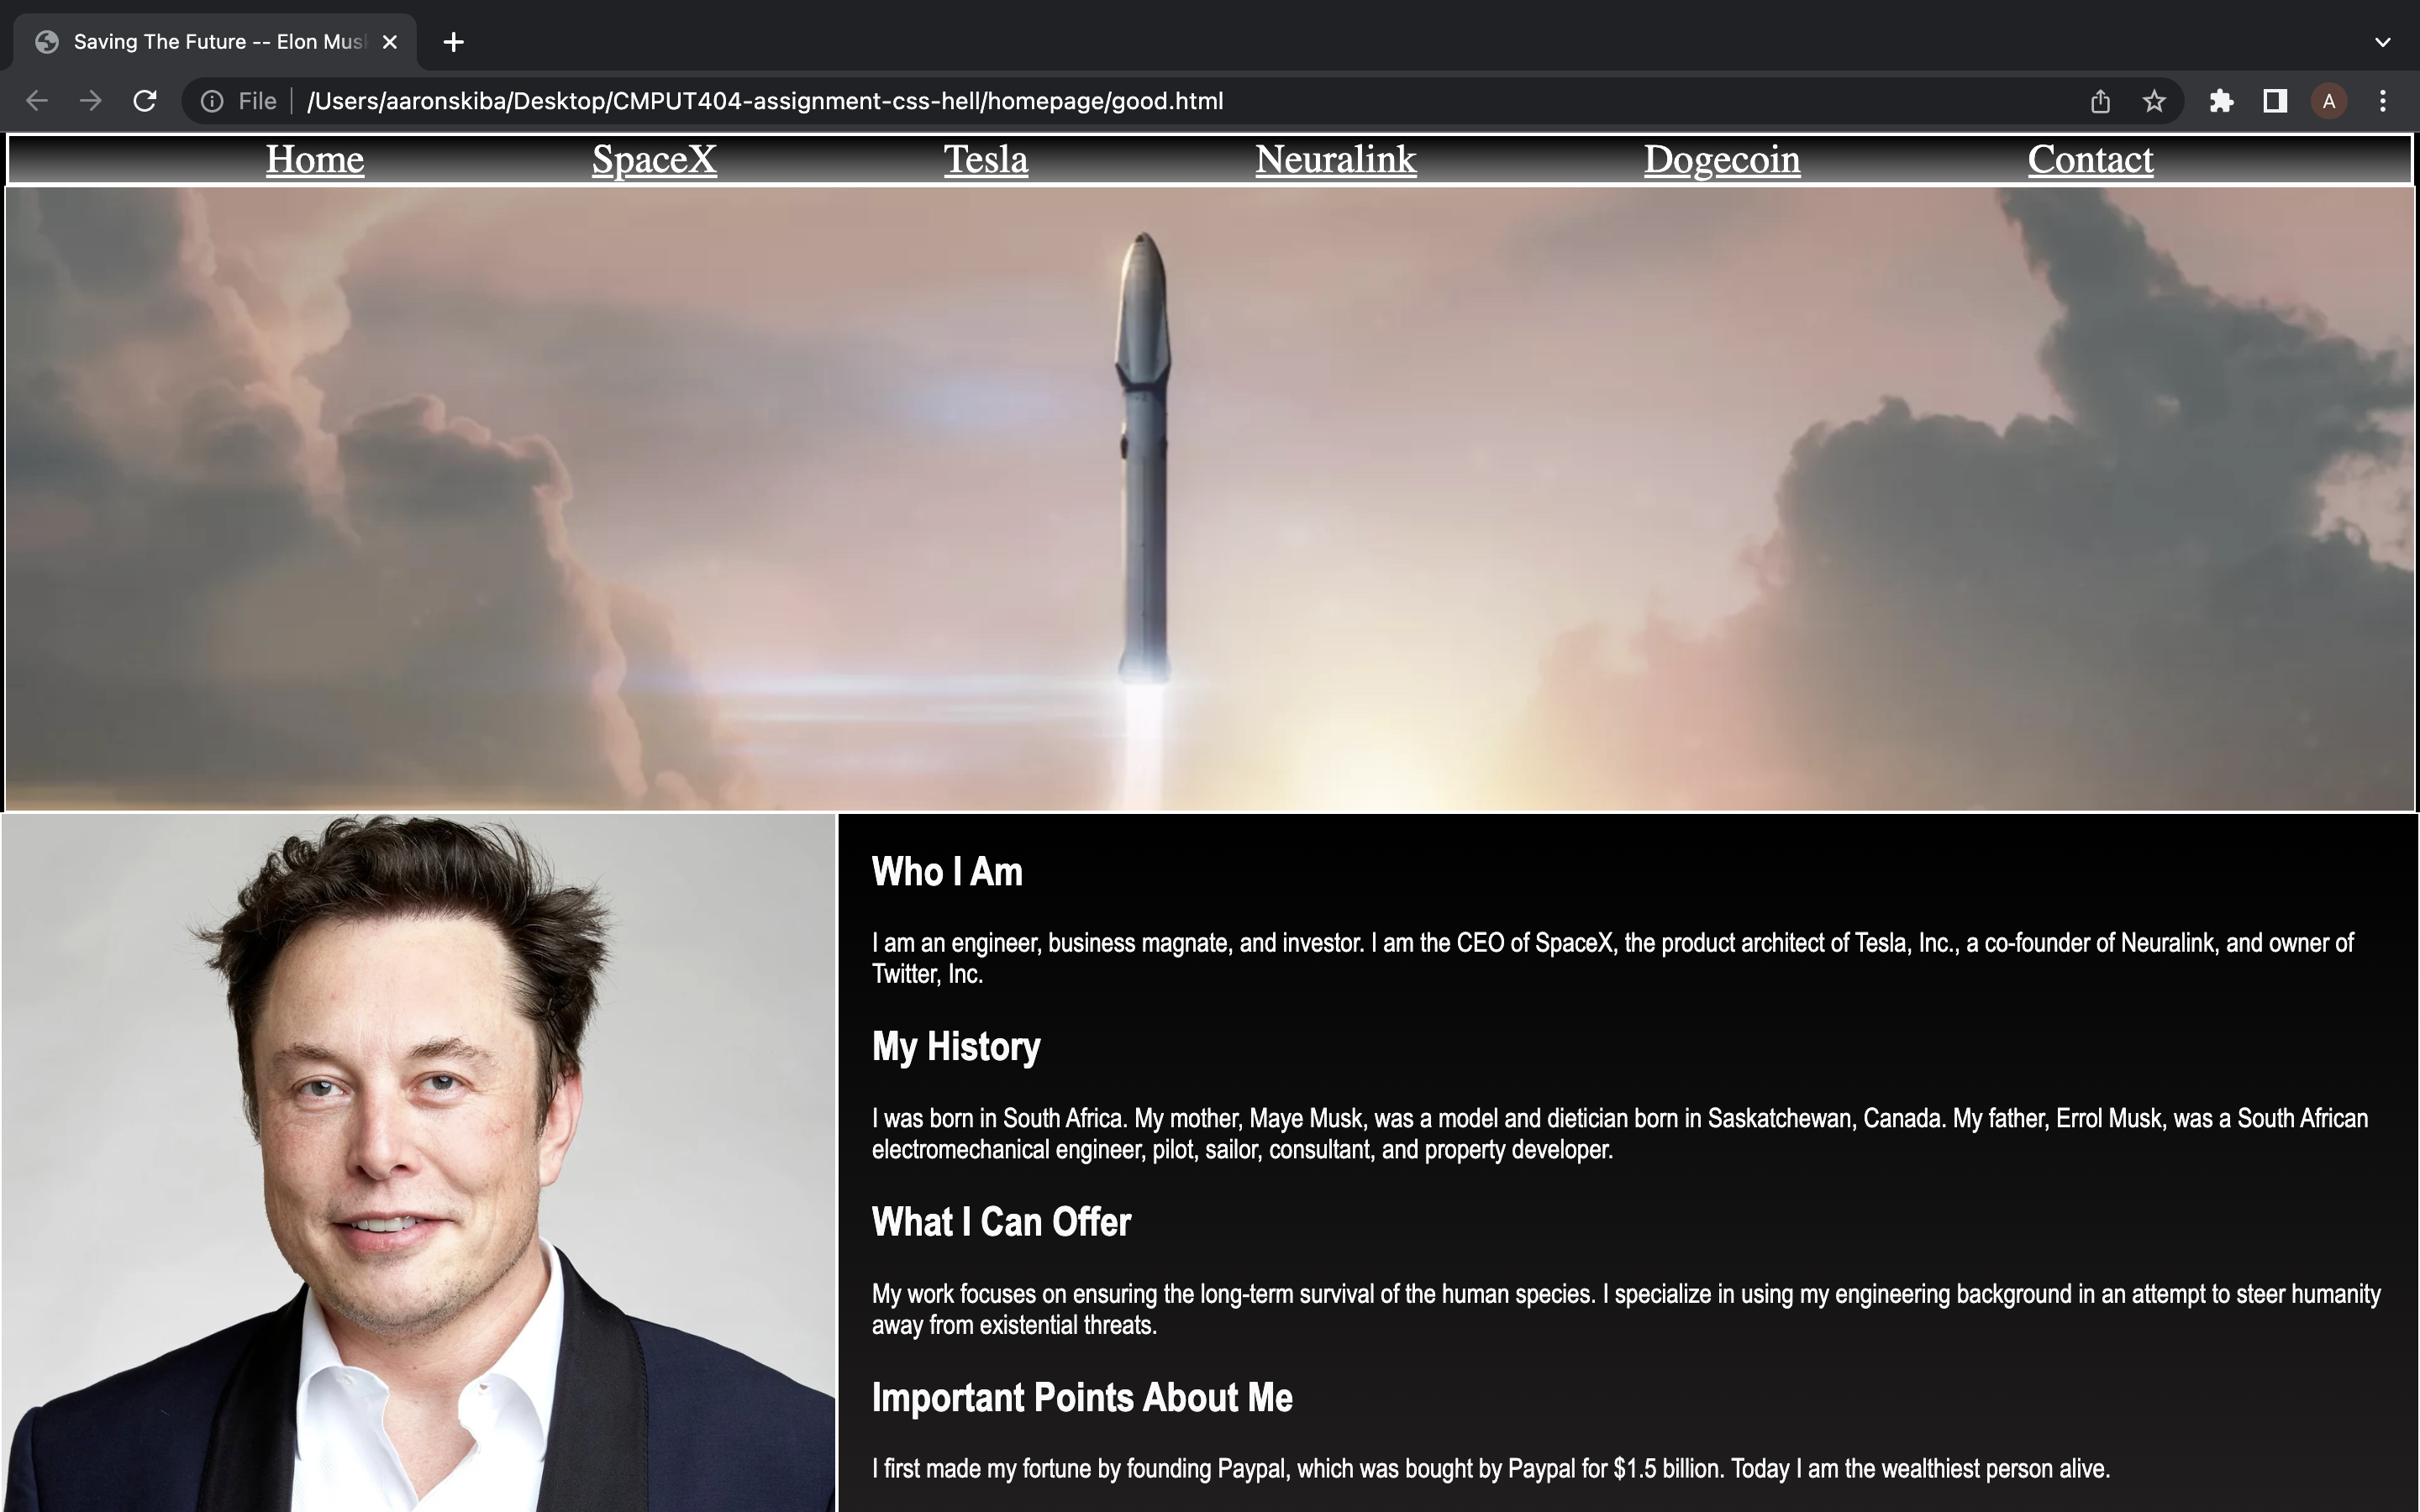 Saving The Future -- Elon Mus
File /Users/aaronskiba/Desktop/CMPUT404-assignment-css-hell/homepage/good.html
A
Home SpaceX Tesla Neuralink Dogecoin Contact
Who I Am
I am an engineer, business magnate, and investor. I am the CEO of SpaceX, the product architect of Tesla, Inc., a co-founder of Neuralink, and owner of
Twitter, Inc.
My History
I was born in South Africa. My mother, Maye Musk, was a model and dietician born in Saskatchewan, Canada. My father, Errol Musk, was a South African
electromechanical engineer, pilot, sailor, consultant, and property developer.
What I Can Offer
My work focuses on ensuring the long-term survival of the human species. I specialize in using my engineering background in an attempt to steer humanity
away from existential threats.
Important Points About Me
I first made my fortune by founding Paypal, which was bought by Paypal for $1.5 billion. Today I am the wealthiest person alive.